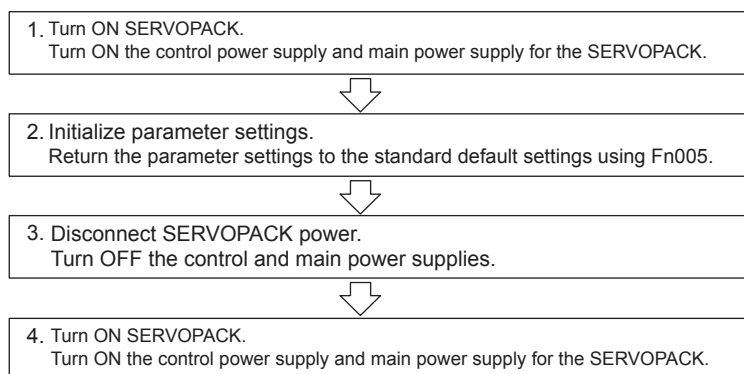 1. Turn ON SERVOPACK.
Turn ON the control power supply and main power supply for the SERVOPACK.
2. Initialize parameter settings.
Return the parameter settings to the standard default settings using Fn005.
3. Disconnect SERVOPACK power.
Turn OFF the control and main power supplies.
4. Turn ON SERVOPACK.
Turn ON the control power supply and main power supply for the SERVOPACK.